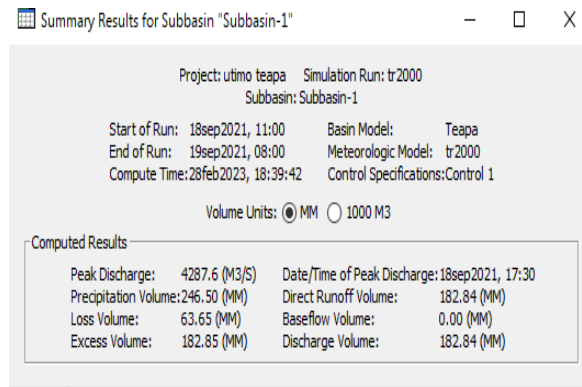 Summary Results for Subbasin "Subbasin-1"
Project: utimo teapa Simulation Run: tr2000
Subbasin: Subbasin-1
Start of Run: 18sep2021, 11:00 Basin Model: Teapa
End of Run: 19sep2021, 08:00 Meteorologic Model: tr2000
Compute Time:28feb2023, 18:39:42 Control Specifications:Control 1
Volume Units: MM 1000 M3
Computed Results
Peak Discharge: 4287.6 (M3/S) Date/Time of Peak Discharge:18sep2021, 17:30
Precipitation Volume:246.50 (MM) Direct Runoff Volume: 182.84 (MM)
Loss Volume: 63.65 (MM) Baseflow Volume: 0.00 (MM)
Excess Volume: 182.85 (MM) Discharge Volume: 182.84 (MM)